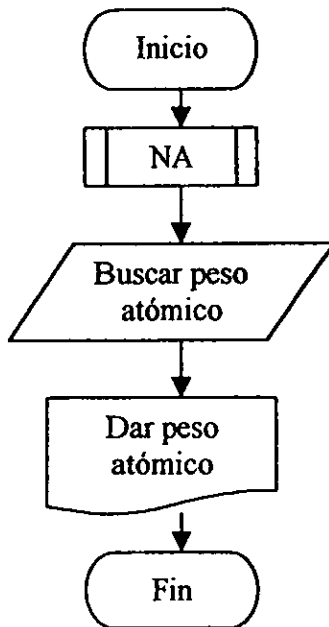 Inicio
NA
Buscar peso
atómico
Dar peso
atómico
Fin